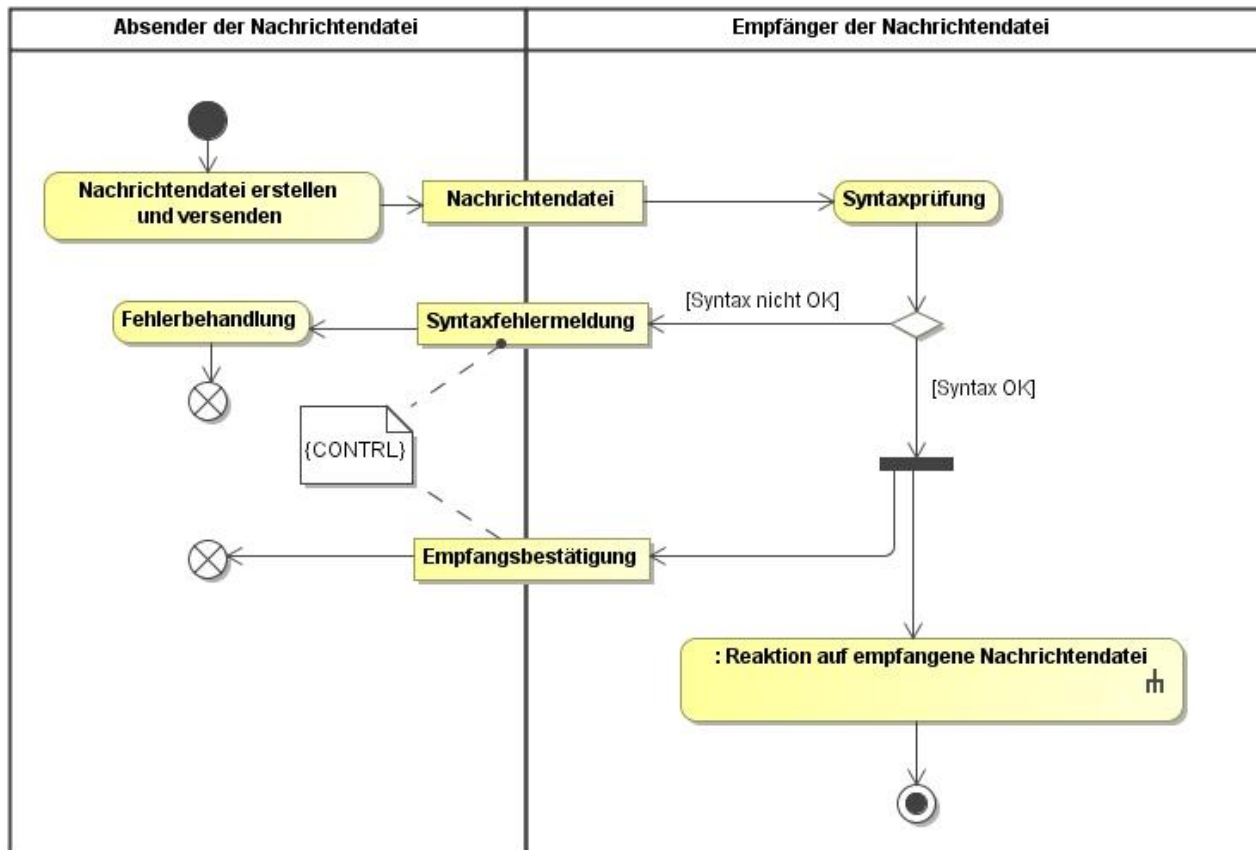 Absender der Nachrichtendatei
Empfänger der Nachrichtendatei
Nachrichtendatei erstellen
und versenden
Nachrichtendatei
Syntaxprüfung
[Syntax nicht OK]
Fehlerbehandlung
Syntaxfehlermeldung
[Syntax OK]
{CONTRL}
Empfangsbestätigung
: Reaktion auf empfangene Nachrichtendatei